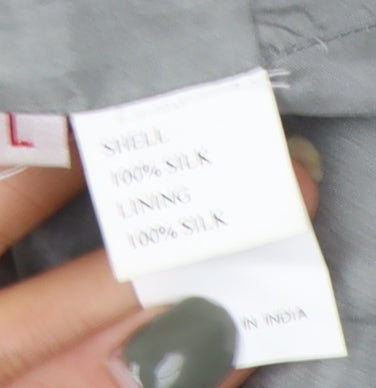 L
SHELL
100% SILK
LINING
100% SILK
IN INDIA